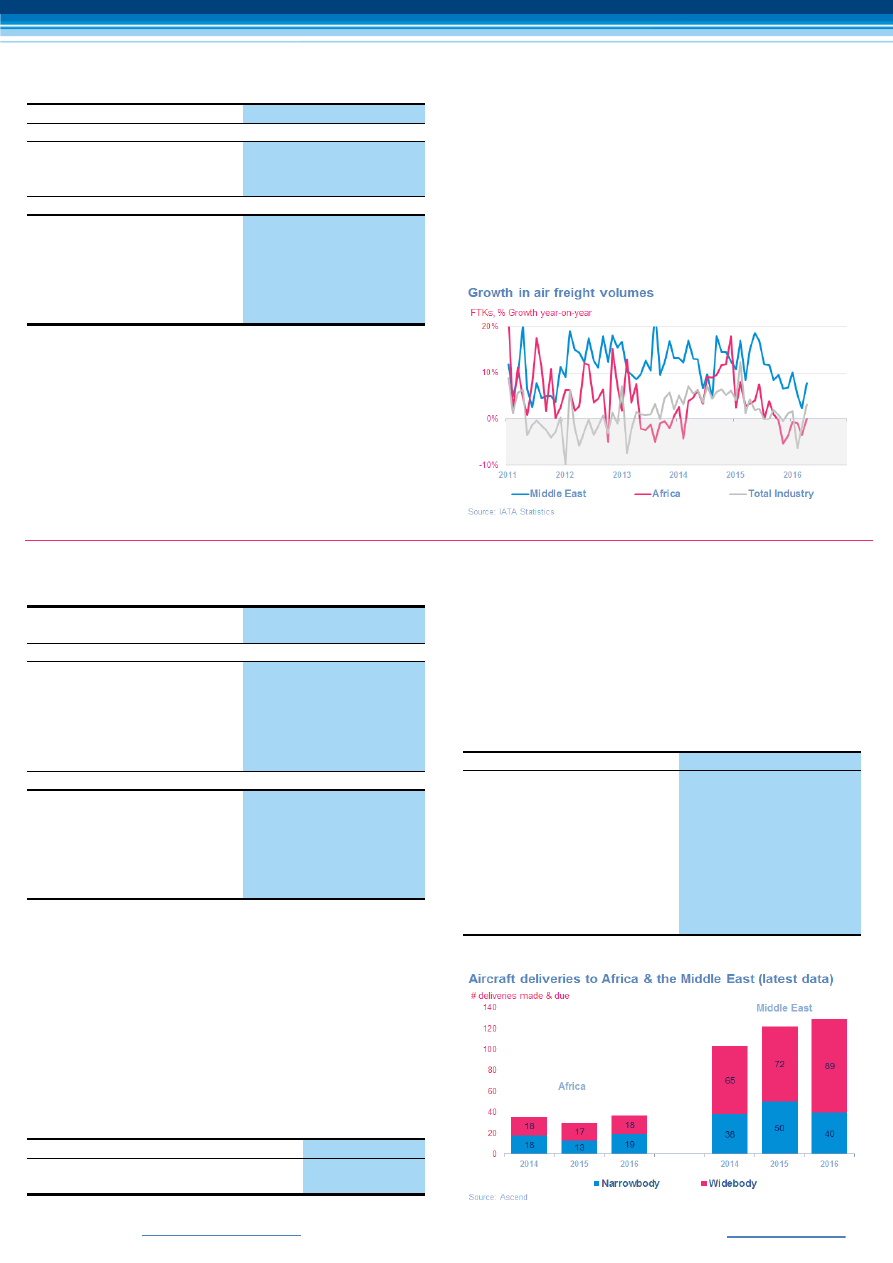 Growth in air freight volumes
FTKs, % Growth year-on-year
20%
10%
0%
-10%
2011 2012 2013 2014 2015 2016
Middle East Africa Total Industry
Source: IATA Statistics
Aircraft deliveries to Africa & the Middle East (latest data)
# deliveries made & due
140
120
100
80
60
40
20
0
Africa
Middle East
18 17 18
18 13 19
65 72 89
38 50 40
2014 2015 2016 2014 2015 2016
Narrowbody Widebody
Source: Ascend